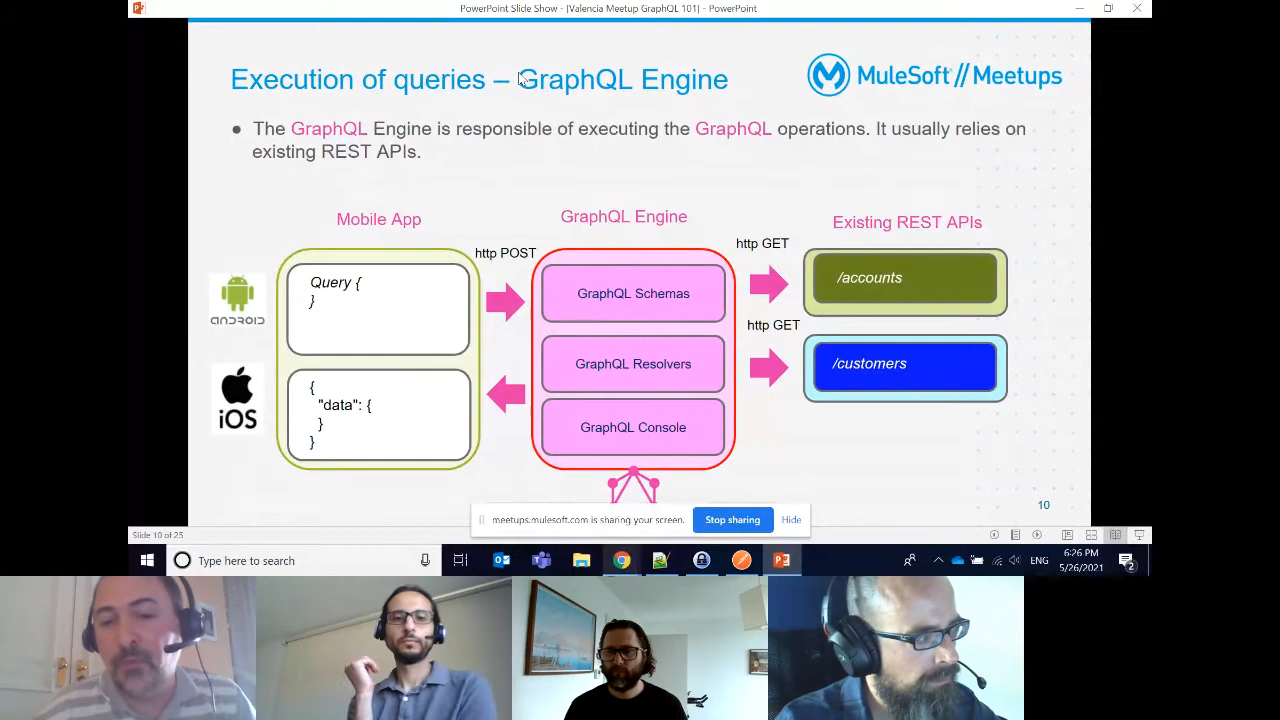 PowerPoint Slide Show - [Valencia Meetup GraphQL 101] - PowerPoint
Execution of queries – GraphQL Engine
MuleSoft // Meetups
● The GraphQL Engine is responsible of executing the GraphQL operations. It usually relies on
existing REST APIs.
Mobile App
GraphQL Engine
Existing REST APIs
http POST
http GET
Query {
}
GraphQL Schemas
/accounts
ANDROID
http GET
GraphQL Resolvers
/customers
iOS
{
"data": {
}
}
GraphQL Console
10
meetups.mulesoft.com is sharing your screen.
Stop sharing
Hide
Slide 10 of 25
Type here to search
ENG
6:26 PM
5/26/2021
2